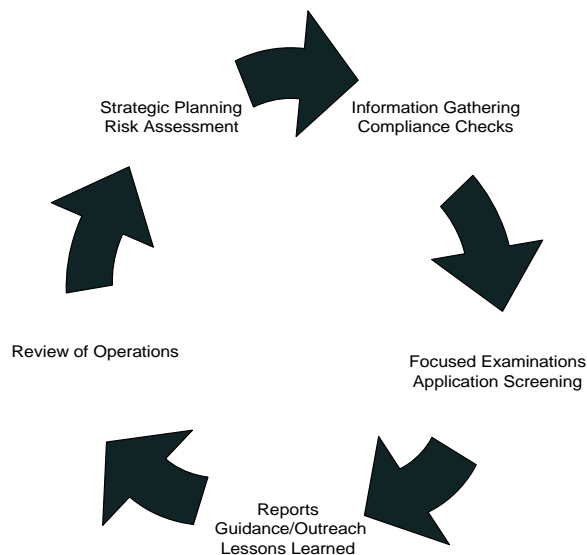 Strategic Planning
Risk Assessment
Information Gathering
Compliance Checks
Focused Examinations
Application Screening
Reports
Guidance/Outreach
Lessons Learned
Review of Operations